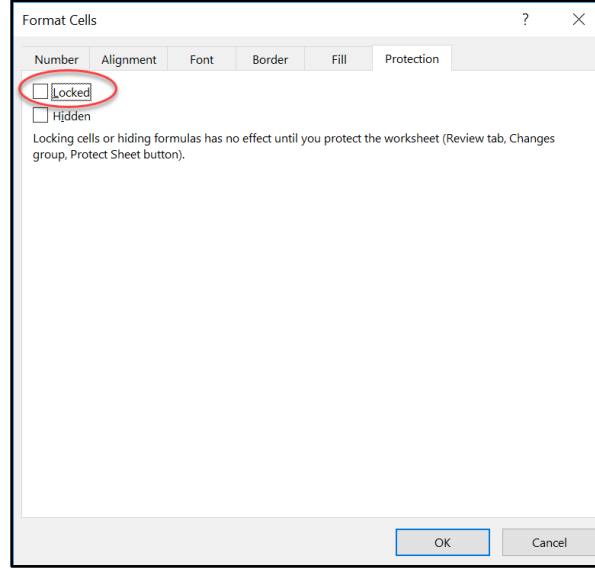 Format Cells ? ×
Number Alignment Font Border Fill Protection
Locked
Hidden
Locking cells or hiding formulas has no effect until you protect the worksheet (Review tab, Changes
group, Protect Sheet button).
OK Cancel